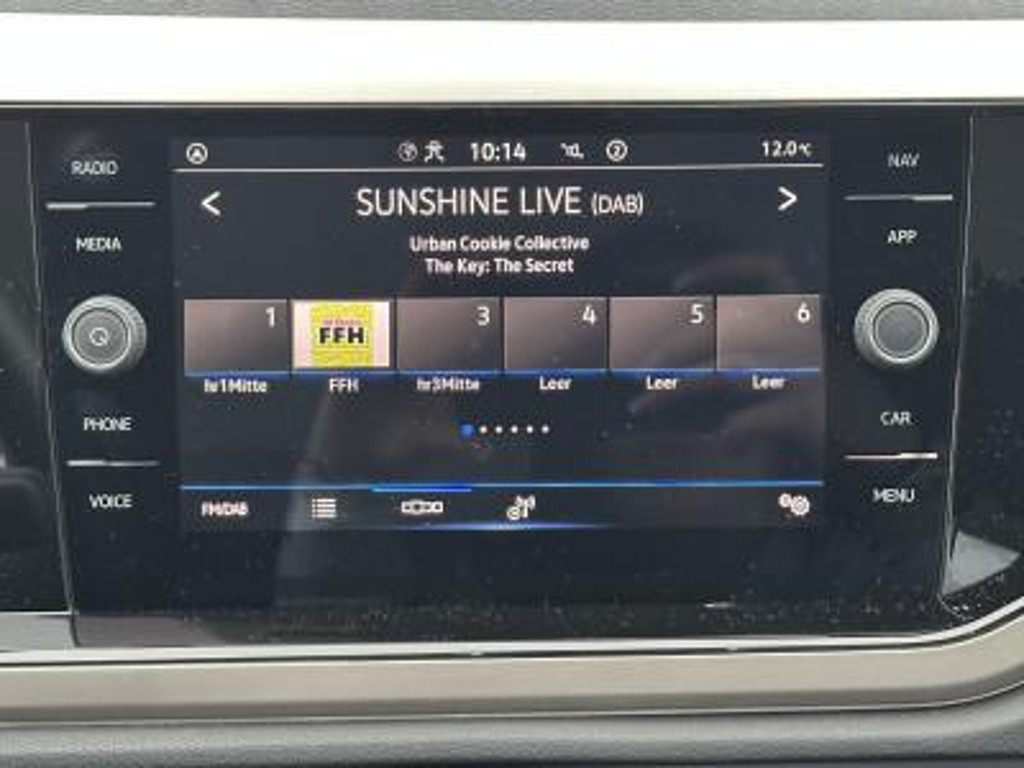 RADIO
MEDIA
PHONE
VOICE
10:14
2
12.0°C
< SUNSHINE LIVE (DAB) >
Urban Cookie Collective
The Key: The Secret
1 FFH 3 4 5 6
hr1Mitte FFH hr3Mitte Leer Leer Leer
FM/DAB
NAV
APP
CAR
MENU